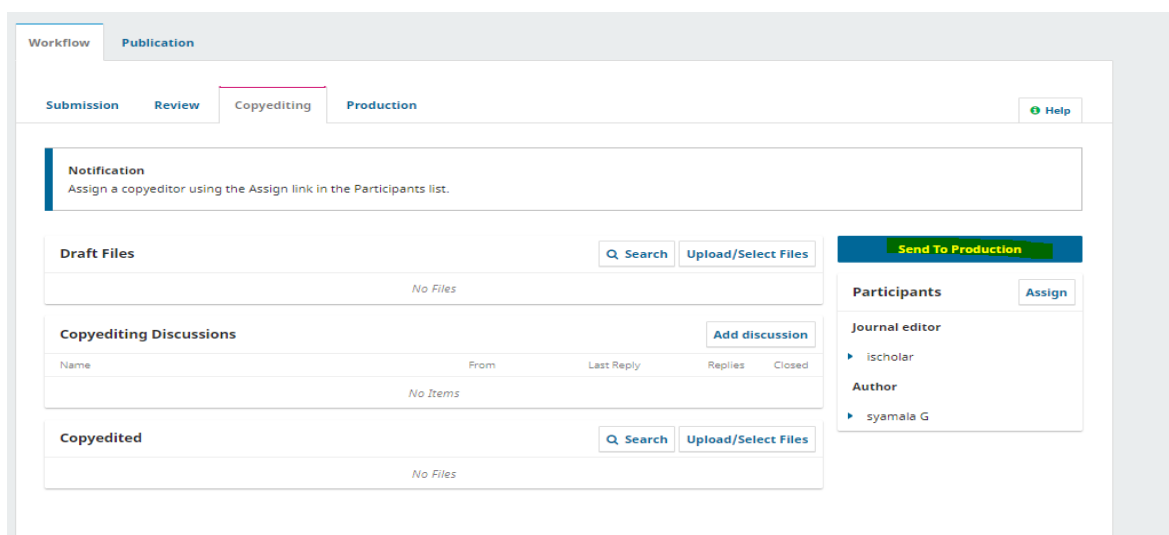 Workflow Publication
Submission Review Copyediting Production
Help
Notification
Assign a copyeditor using the Assign link in the Participants list.
Draft Files Search Upload/Select Files
No Files
Copyediting Discussions Add discussion
Name From Last Reply Replies Closed
No Items
Copyedited Search Upload/Select Files
No Files
Send To Production
Participants Assign
Journal editor
ischolar
Author
syamala G